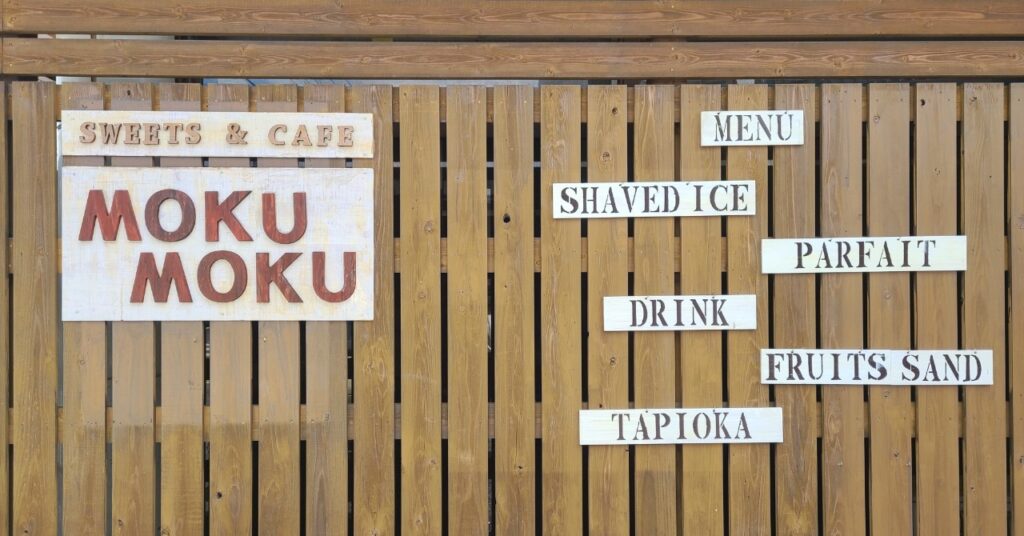 SWEETS & CAFE
MOKU
MOKU
MENU
SHAVED ICE
PARFAIT
DRINK
FRUITS SAND
TAPIOKA